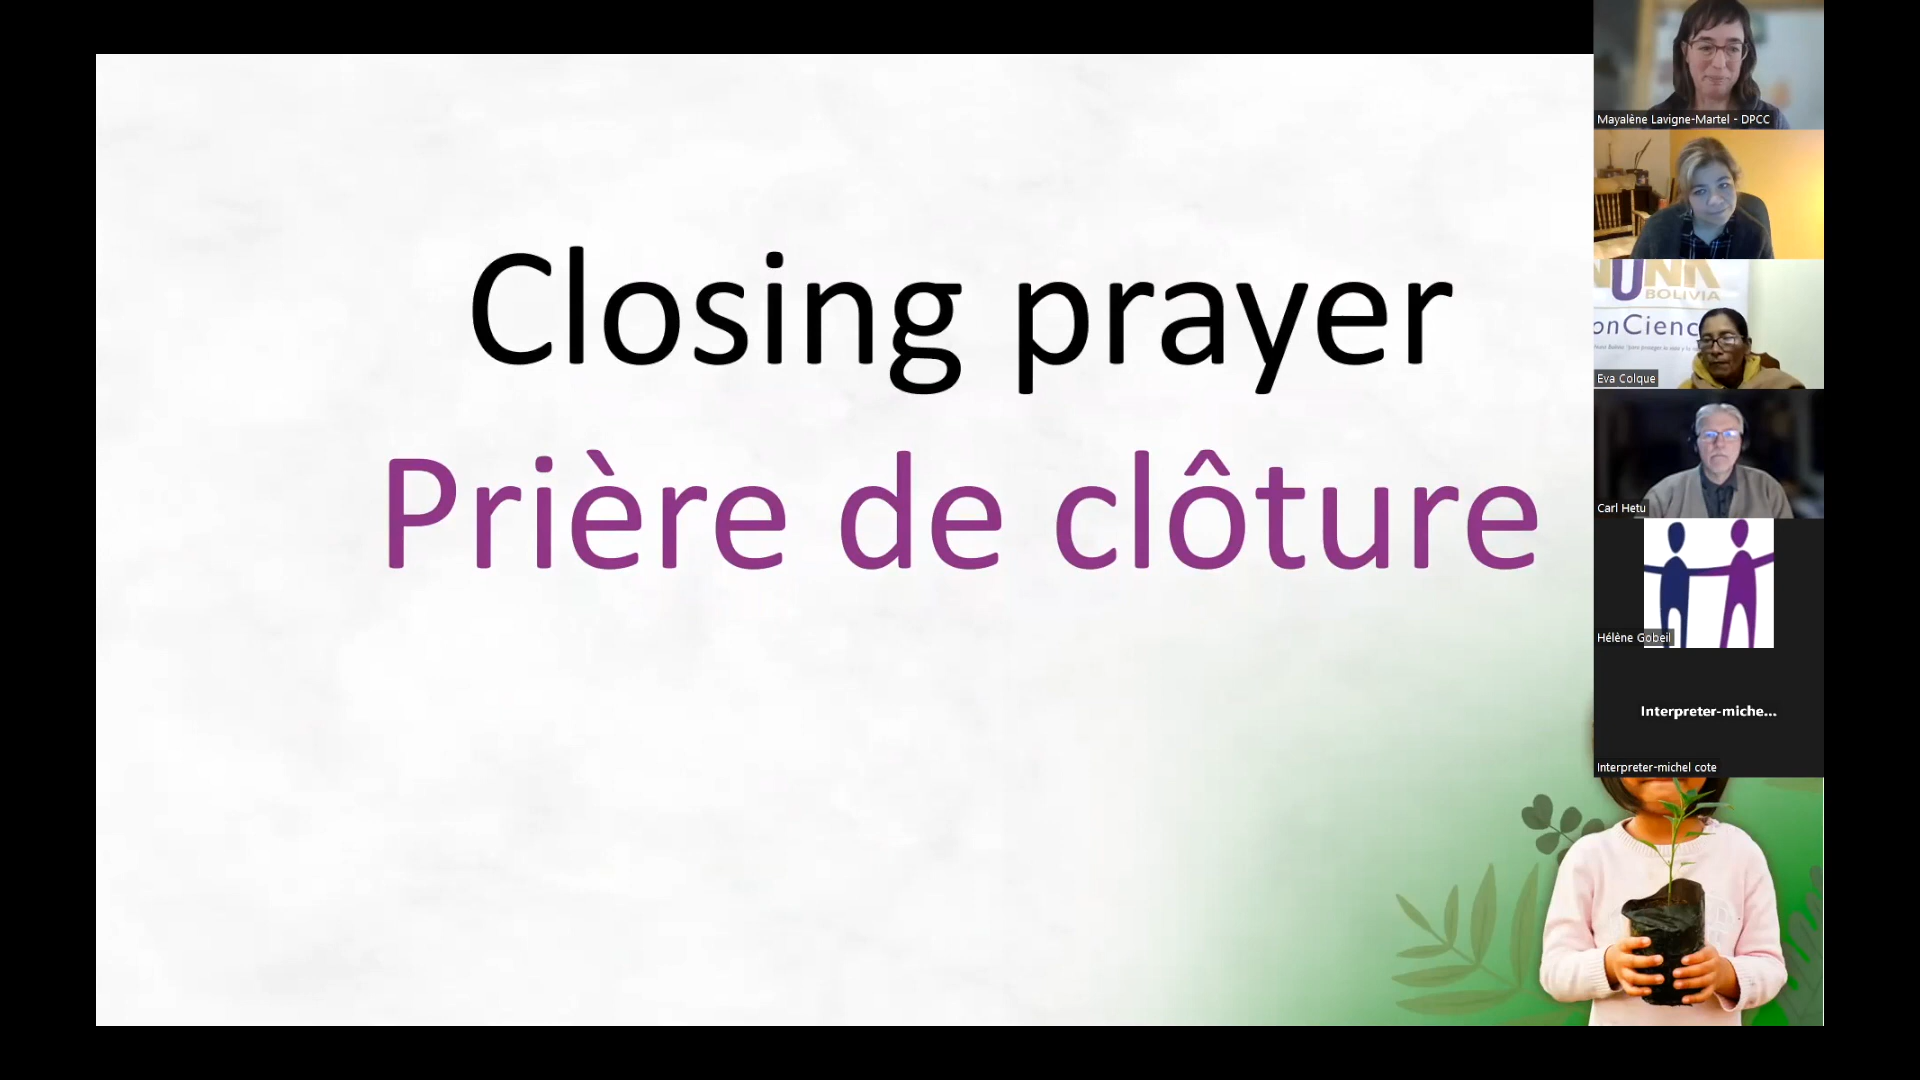 Closing prayer
Prière de clôture
Mayalène Lavigne-Martel - DPCC
BOLIVIA
Eva Colque
Carl Hetu
Hélène Gobeil
Interpreter-miche...
Interpreter-michel cote